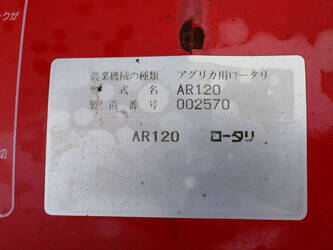 農業機械の種類 アグリカ用ロータリ
型式名 AR120
製造番号 002570
AR120 ロータリ